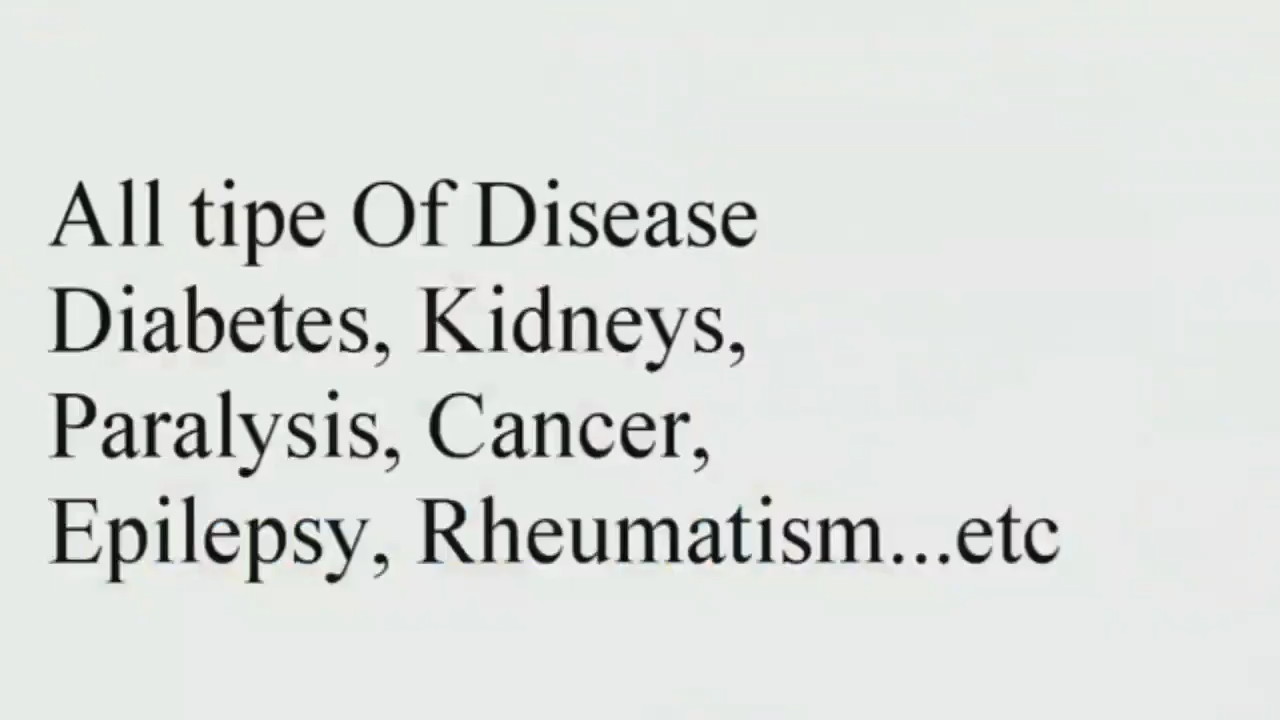 All tipe Of Disease
Diabetes, Kidneys,
Paralysis, Cancer,
Epilepsy, Rheumatism...etc